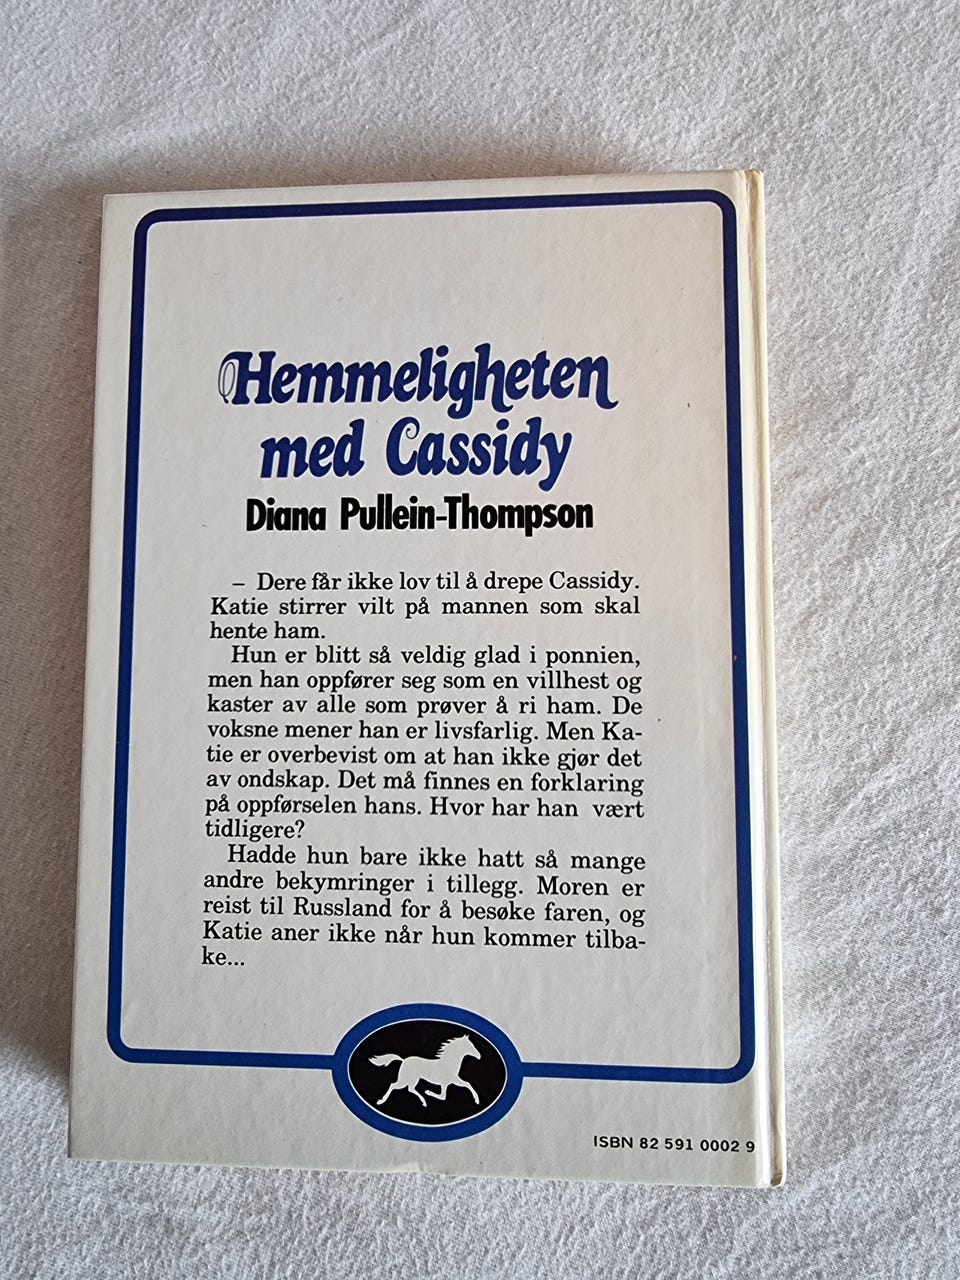 Hemmeligheten
med Cassidy
Diana Pullein-Thompson
– Dere får ikke lov til å drepe Cassidy.
Katie stirrer vilt på mannen som skal
hente ham.
Hun er blitt så veldig glad i ponnien,
men han oppfører seg som en villhest og
kaster av alle som prøver å ri ham. De
voksne mener han er livsfarlig. Men Ka-
tie er overbevist om at han ikke gjør det
av ondskap. Det må finnes en forklaring
på oppførselen hans. Hvor har han vært
tidligere?
Hadde hun bare ikke hatt så mange
andre bekymringer i tillegg. Moren er
reist til Russland for å besøke faren, og
Katie aner ikke når hun kommer tilba-
ke...
ISBN 82 591 0002 9